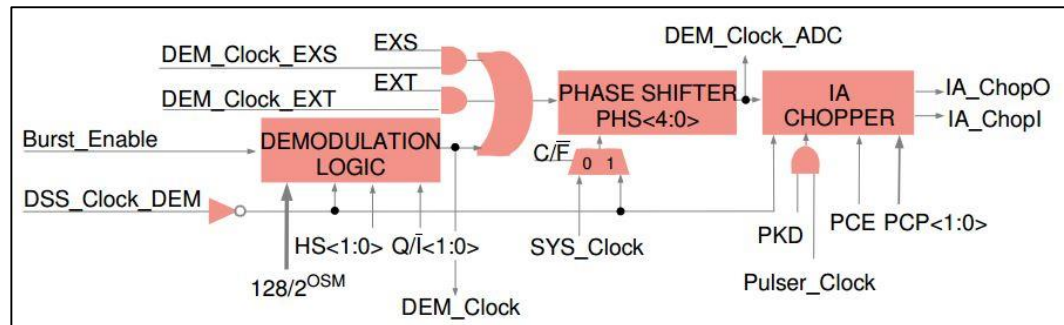 DEM_Clock_ADC
EXS
DEM_Clock_EXS
EXT
DEM_Clock_EXT
PHASE SHIFTER
PHS<4:0>
IA
CHOPPER
IA_ChopO
IA_ChopI
Burst_Enable
DEMODULATION
LOGIC
C/F̅
0 1
DSS_Clock_DEM
HS<1:0>
Q/I̅<1:0>
SYS_Clock
PKD
PCE
PCP<1:0>
128/2^OSM
DEM_Clock
Pulser_Clock